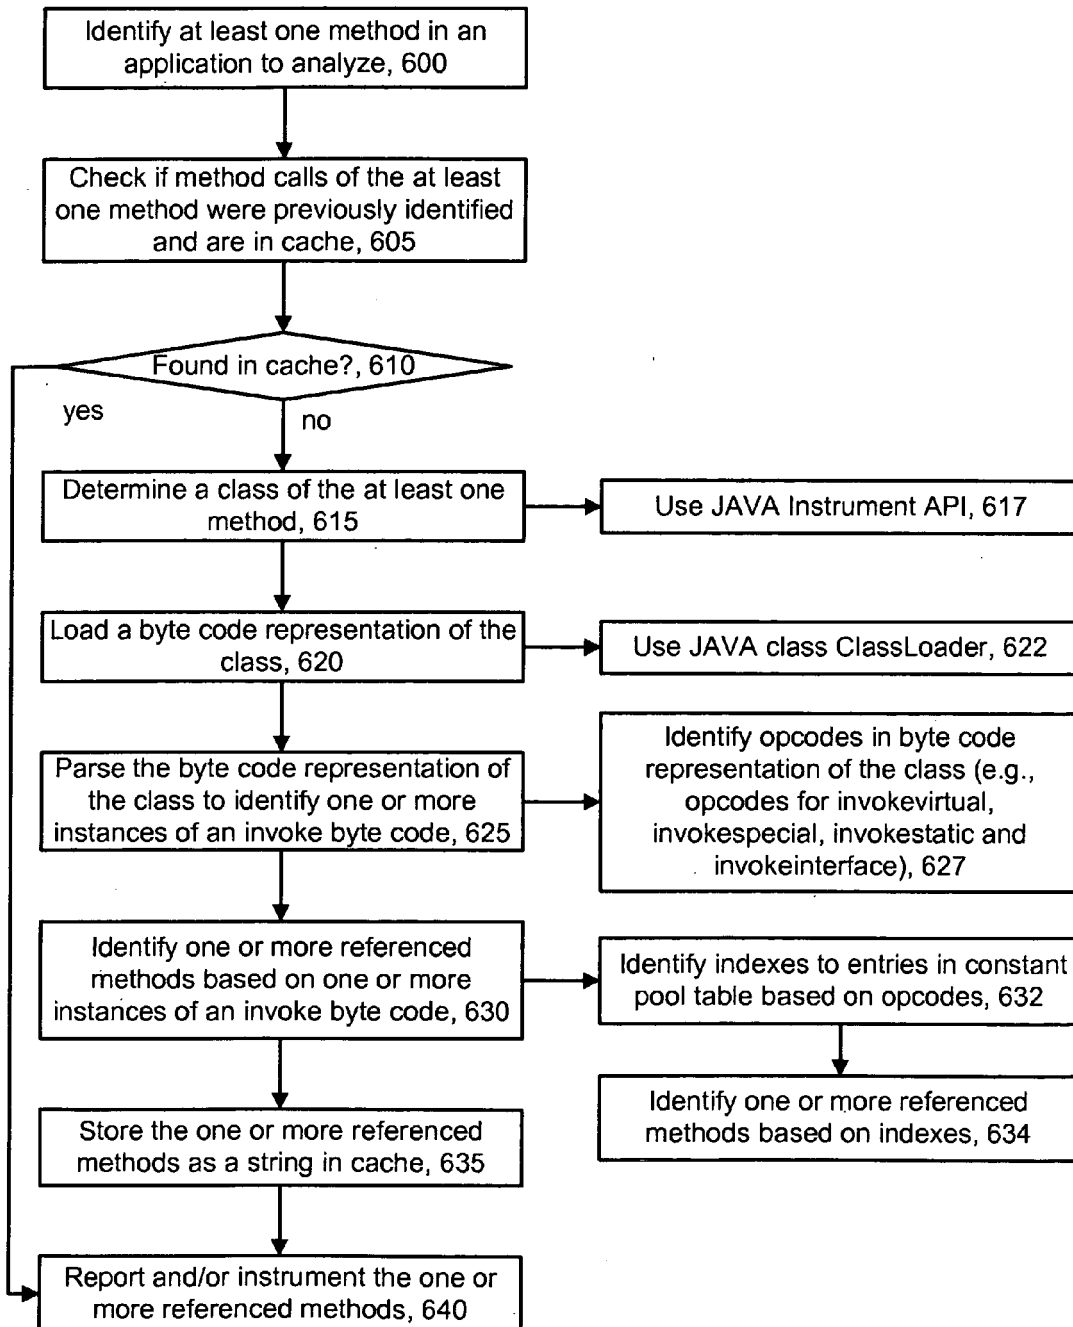 Identify at least one method in an
application to analyze, 600
Check if method calls of the at least
one method were previously identified
and are in cache, 605
Found in cache?, 610
yes
no
Determine a class of the at least one
method, 615
Use JAVA Instrument API, 617
Load a byte code representation of the
class, 620
Use JAVA class ClassLoader, 622
Parse the byte code representation of
the class to identify one or more
instances of an invoke byte code, 625
Identify opcodes in byte code
representation of the class (e.g.,
opcodes for invokevirtual,
invokespecial, invokestatic and
invokeinterface), 627
Identify one or more referenced
methods based on one or more
instances of an invoke byte code, 630
Identify indexes to entries in constant
pool table based on opcodes, 632
Identify one or more referenced
methods based on indexes, 634
Store the one or more referenced
methods as a string in cache, 635
Report and/or instrument the one or
more referenced methods, 640